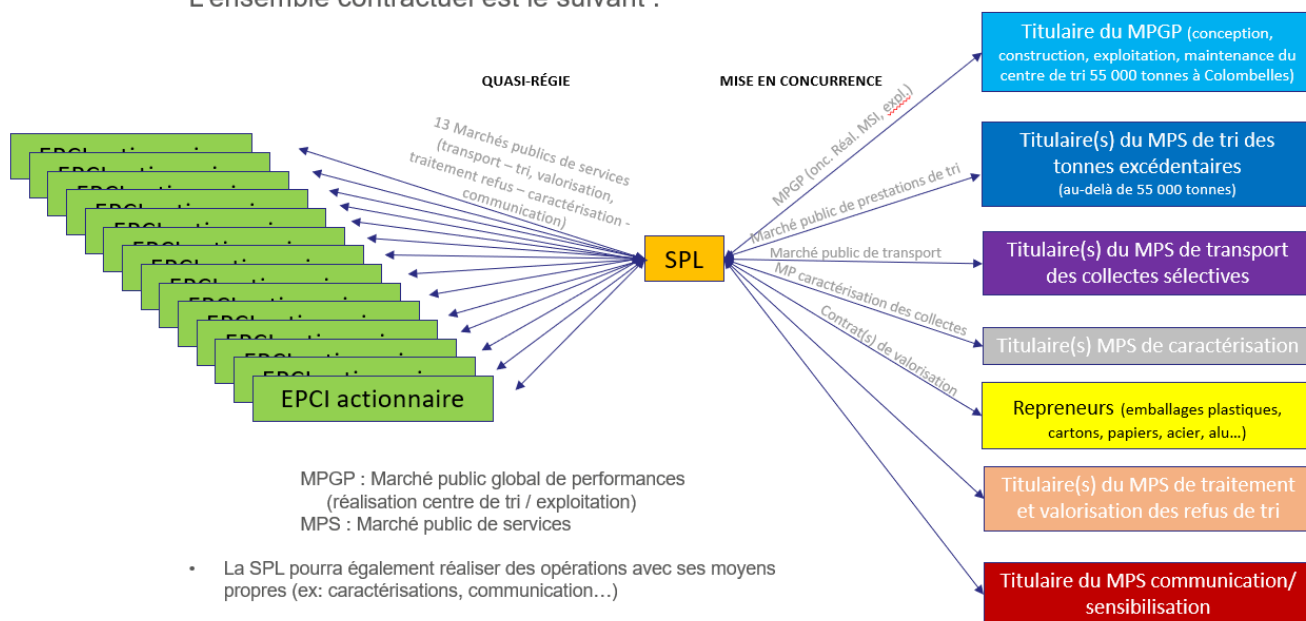 L'ensemble contractuel est le suivant :
QUASI-RÉGIE
MISE EN CONCURRENCE
13 Marchés publics de services
(transport – tri, valorisation,
traitement refus – caractérisation -
communication)
EPCI actionnaire
SPL
MPGP (onc. Réal. MSI, expl.)
Marché public de prestations de tri
Marché public de transport
MP caractérisation des collectes
Contrat(s) de valorisation
Titulaire du MPGP (conception,
construction, exploitation, maintenance du
centre de tri 55 000 tonnes à Colombelles)
Titulaire(s) du MPS de tri des
tonnes excédentaires
(au-delà de 55 000 tonnes)
Titulaire(s) du MPS de transport
des collectes sélectives
Titulaire(s) MPS de caractérisation
Repreneurs (emballages plastiques,
cartons, papiers, acier, alu…)
Titulaire(s) du MPS de traitement
et valorisation des refus de tri
Titulaire du MPS communication/
sensibilisation
MPGP : Marché public global de performances
(réalisation centre de tri / exploitation)
MPS : Marché public de services
• La SPL pourra également réaliser des opérations avec ses moyens
propres (ex: caractérisations, communication…)